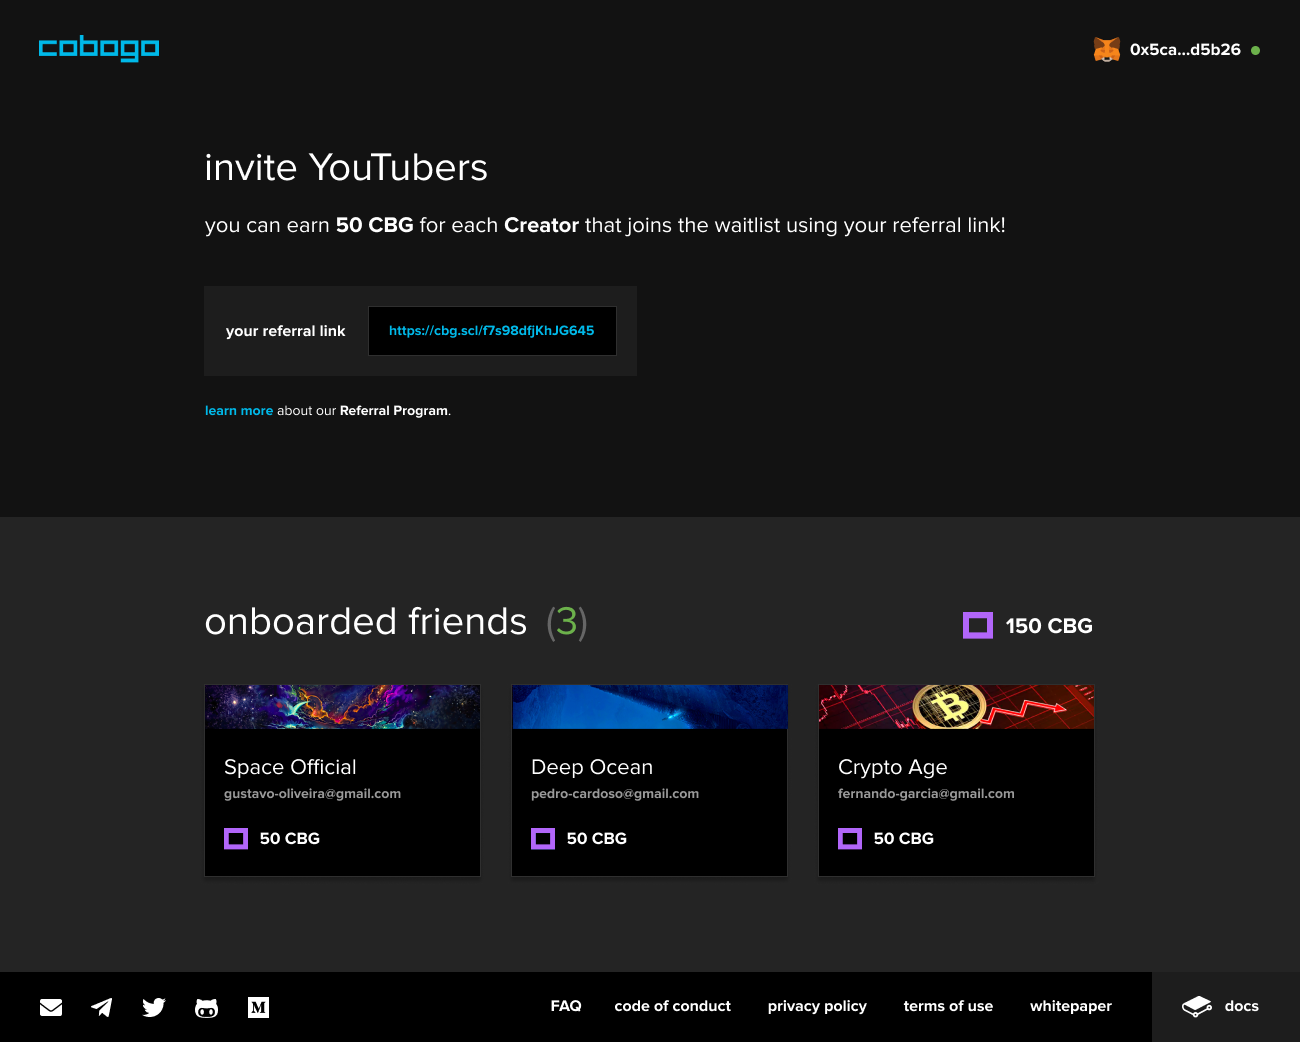 cobogo
0x5ca...d5b26
invite YouTubers
you can earn 50 CBG for each Creator that joins the waitlist using your referral link!
your referral link
https://cbg.scl/f7s98dfjKhJG645
learn more about our Referral Program.
onboarded friends (3)
150 CBG
Space Official
gustavo-oliveira@gmail.com
50 CBG
Deep Ocean
pedro-cardoso@gmail.com
50 CBG
Crypto Age
fernando-garcia@gmail.com
50 CBG
M
FAQ
code of conduct
privacy policy
terms of use
whitepaper
docs